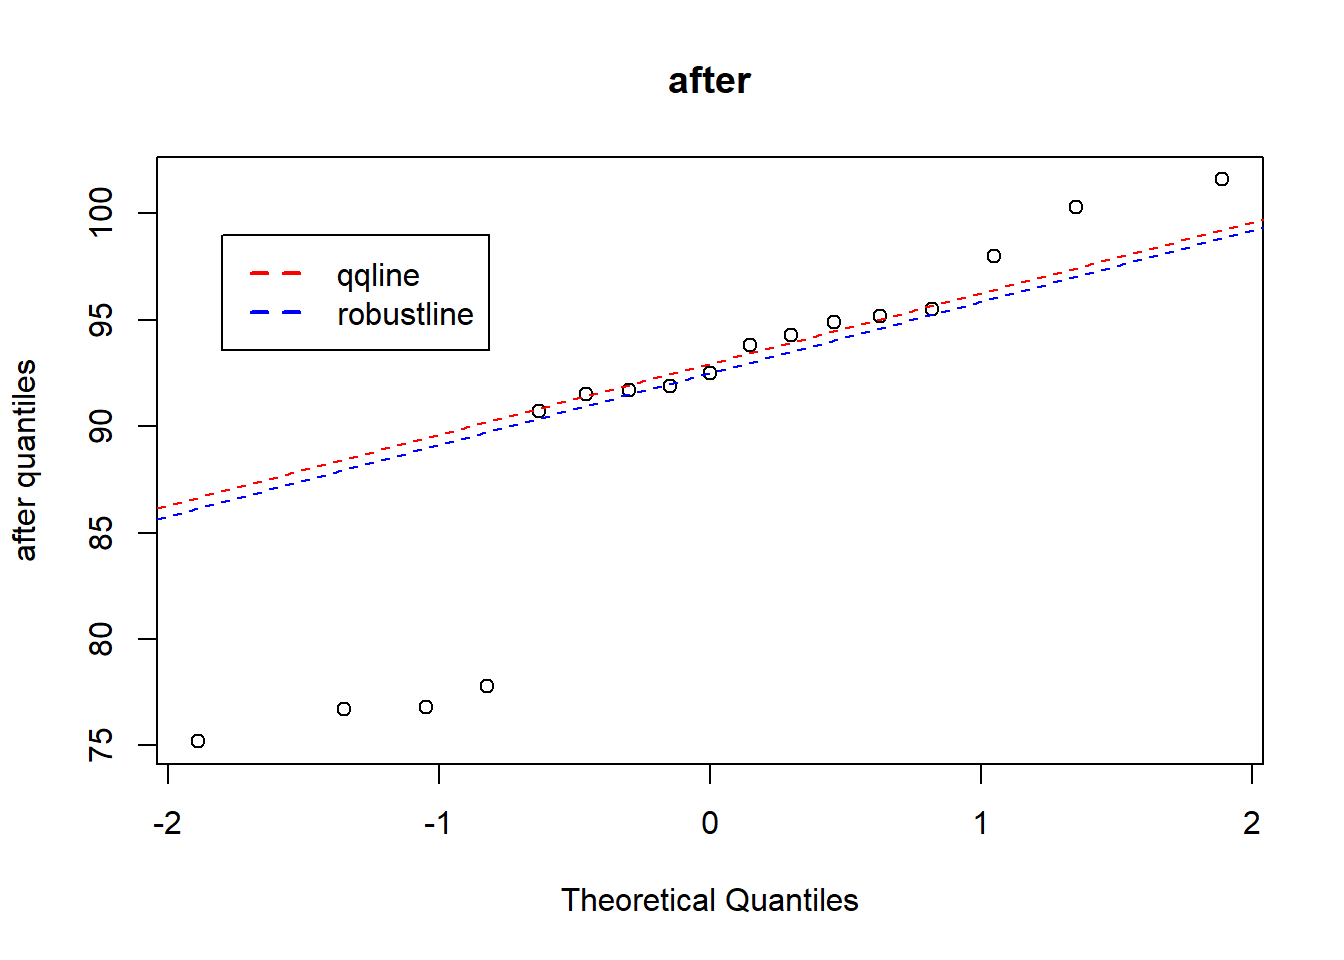 after
after quantiles
100
95
90
85
80
75
qqline
robustline
-2 -1 0 1 2
Theoretical Quantiles